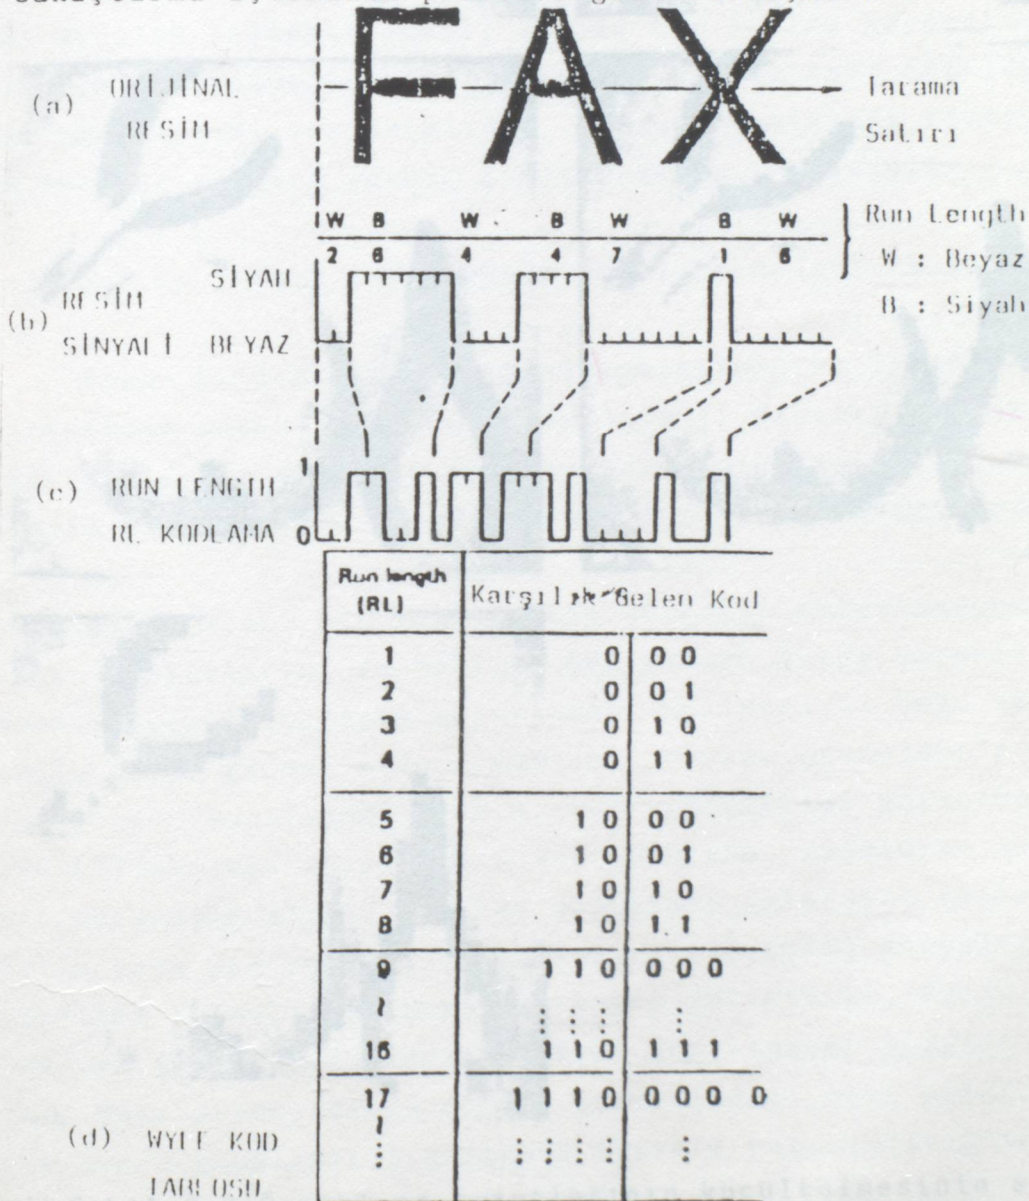 FAX
(a) ORİJİNAL RESİM
Tarama Satırı
W B W B W B W
2 6 4 4 7 1 6
Run Length
W : Beyaz
B : Siyah
(b) RESİM SİNYALİ
SİYAH
BEYAZ
(c) RUN LENGTH
RL KODLAMA
1
0
Run length (RL)
Gelen Kod
1 0 0 0
2 0 0 1
3 0 1 0
4 0 1 1
5 1 0 0 0
6 1 0 0 1
7 1 0 1 0
8 1 0 1 1
9 1 1 0 0 0 0
16 1 1 0 1 1 1
17 1 1 1 0 0 0 0 0
(d) WYLE KOD
TABLOSU